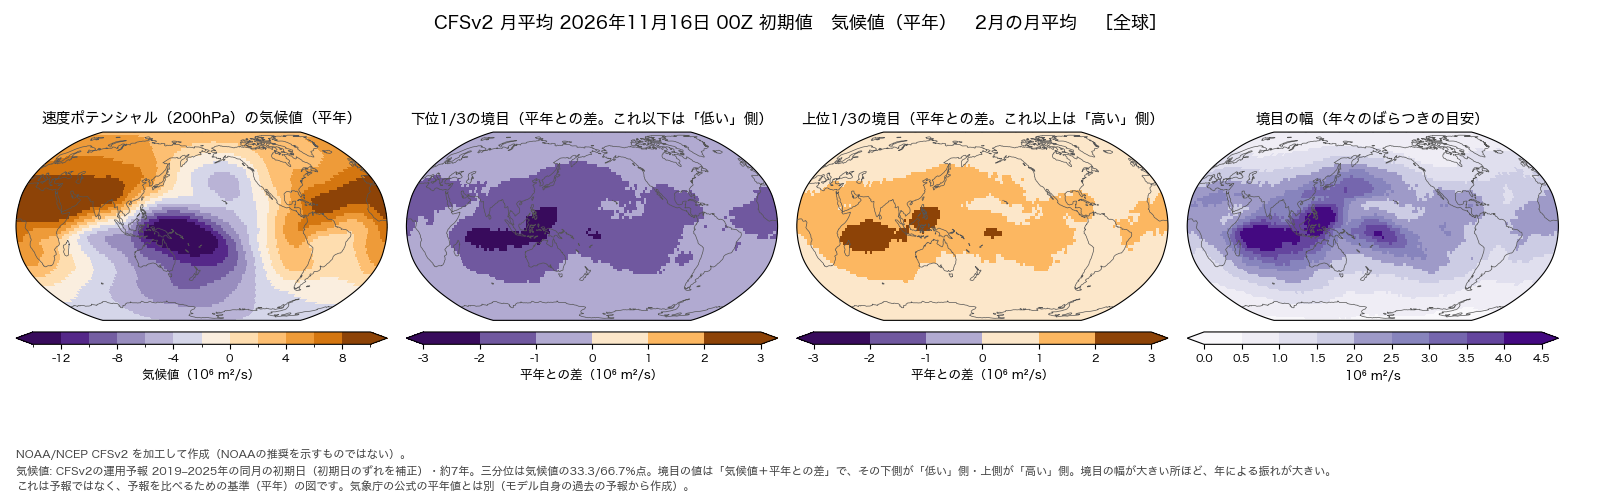 CFSv2 月平均 2026年11月16日 00Z 初期値　気候値（平年）　2月の月平均　［全球］
速度ポテンシャル（200hPa）の気候値（平年）
下位1/3の境目（平年との差。これ以下は「低い」側）
上位1/3の境目（平年との差。これ以上は「高い」側）
境目の幅（年々のばらつきの目安）
-12 -8 -4 0 4 8
-3 -2 -1 0 1 2 3
-3 -2 -1 0 1 2 3
0.0 0.5 1.0 1.5 2.0 2.5 3.0 3.5 4.0 4.5
気候値（10⁶ m²/s）
平年との差（10⁶ m²/s）
平年との差（10⁶ m²/s）
10⁶ m²/s
NOAA/NCEP CFSv2 を加工して作成（NOAAの推奨を示すものではない）。
気候値: CFSv2の運用予報 2019–2025年の同月の初期日（初期日のずれを補正）・約7年。三分位は気候値の33.3/66.7%点。境目の値は「気候値＋平年との差」で、その下側が「低い」側・上側が「高い」側。境目の幅が大きい所ほど、年による振れが大きい。
これは予報ではなく、予報を比べるための基準（平年）の図です。気象庁の公式の平年値とは別（モデル自身の過去の予報から作成）。